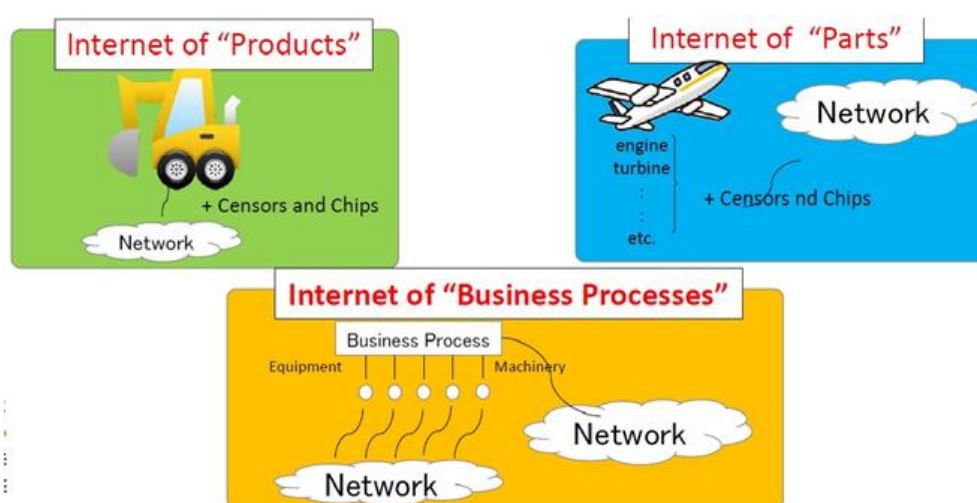 Internet of “Products”
+ Censors and Chips
Network
Internet of “Parts”
Network
engine
turbine
:
:
etc.
+ Censors nd Chips
Internet of “Business Processes”
Business Process
Equipment
Machinery
Network
Network